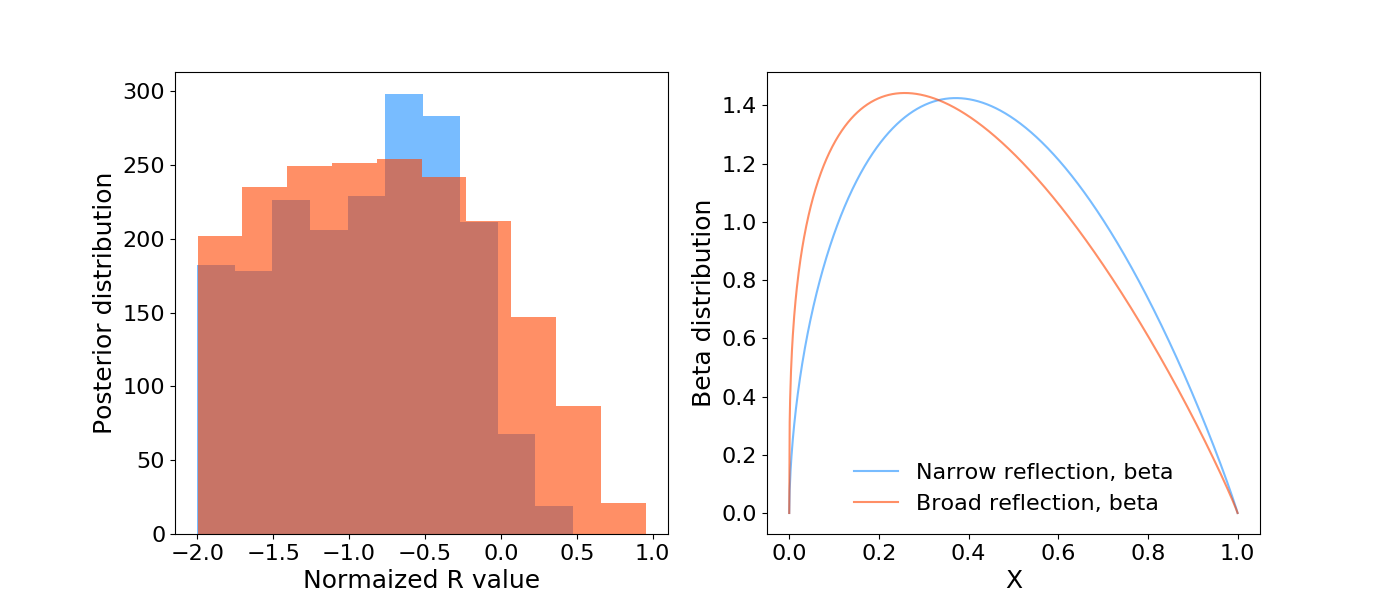 Posterior distribution
300
250
200
150
100
50
0
−2.0 −1.5 −1.0 −0.5 0.0 0.5 1.0
Normaized R value
Beta distribution
1.4
1.2
1.0
0.8
0.6
0.4
0.2
0.0
Narrow reflection, beta
Broad reflection, beta
0.0 0.2 0.4 0.6 0.8 1.0
X